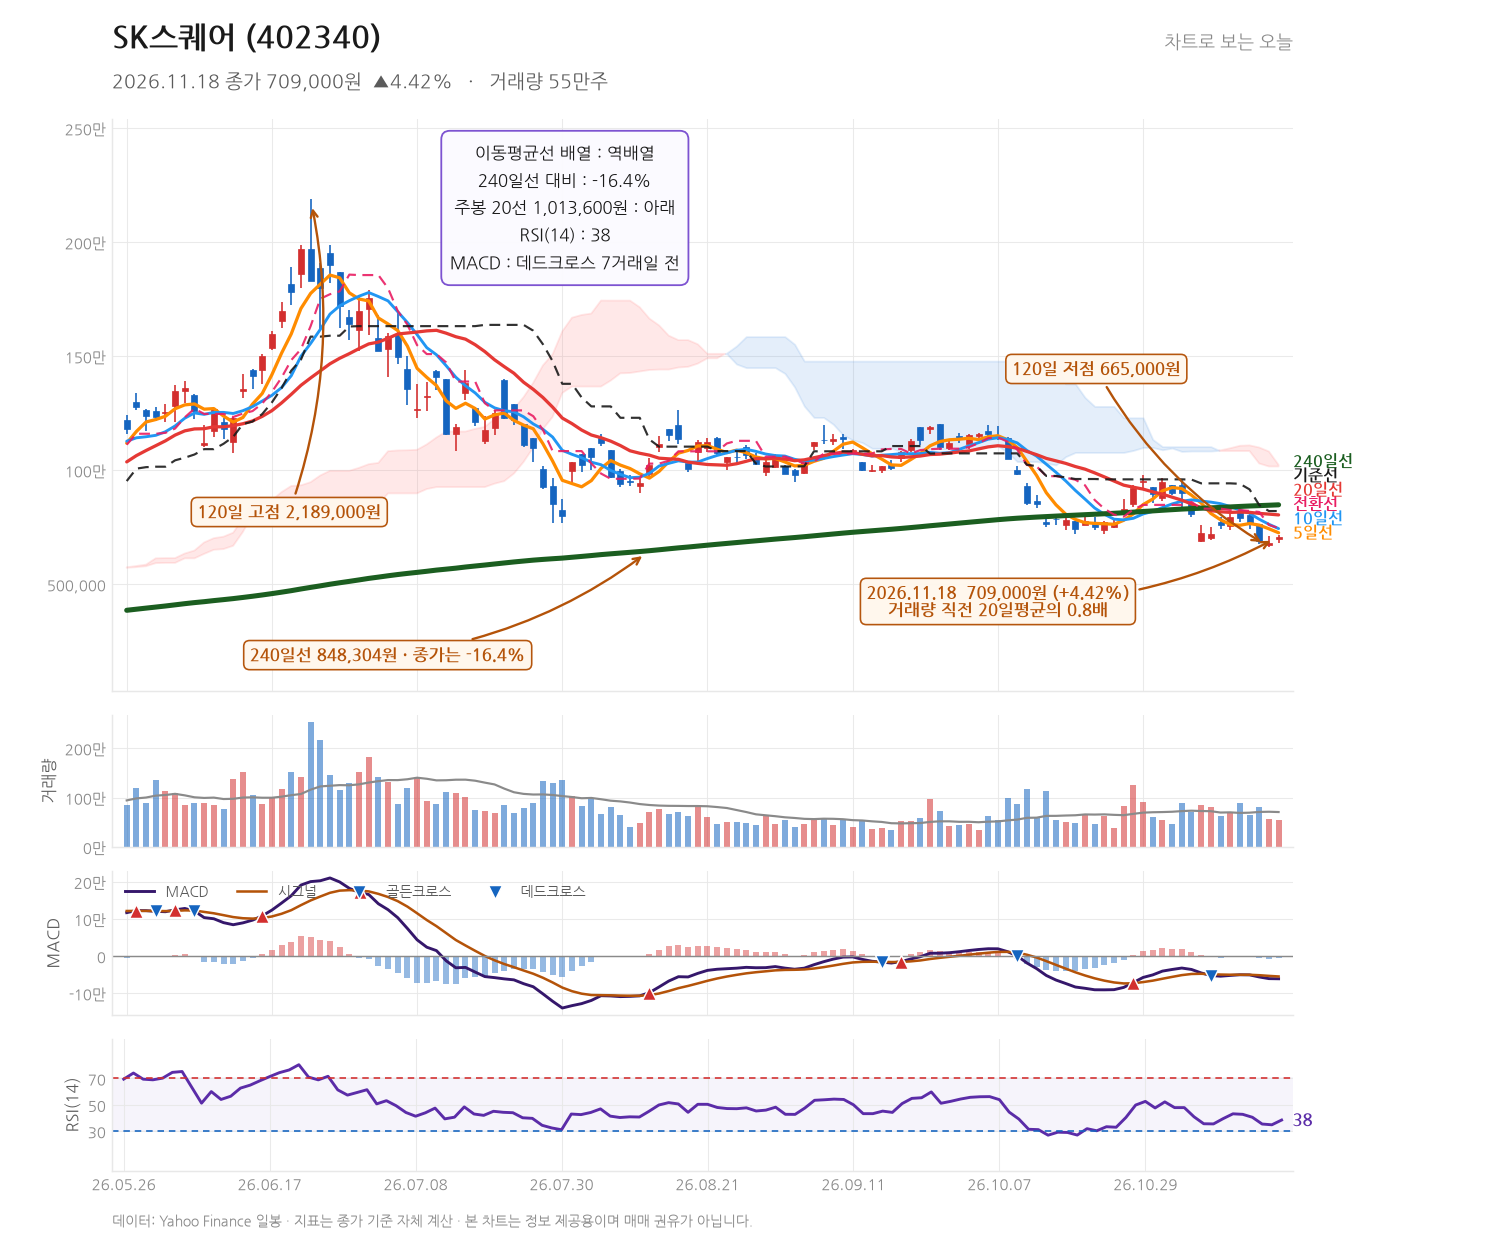 SK스퀘어 (402340)
차트로 보는 오늘
2026.11.18 종가 709,000원 ▲4.42% · 거래량 55만주
250만
200만
150만
100만
500,000
이동평균선 배열 : 역배열
240일선 대비 : -16.4%
주봉 20선 1,013,600원 : 아래
RSI(14) : 38
MACD : 데드크로스 7거래일 전
120일 저점 665,000원
120일 고점 2,189,000원
240일선
기준선
20일선
전환선
10일선
5일선
2026.11.18 709,000원 (+4.42%)
거래량 직전 20일평균의 0.8배
240일선 848,304원 · 종가는 -16.4%
거래량
200만
100만
0만
MACD
20만
10만
0
-10만
MACD
시그널
골든크로스
데드크로스
RSI(14)
70
50
30
38
26.05.26
26.06.17
26.07.08
26.07.30
26.08.21
26.09.11
26.10.07
26.10.29
데이터: Yahoo Finance 일봉 · 지표는 종가 기준 자체 계산 · 본 차트는 정보 제공용이며 매매 권유가 아닙니다.